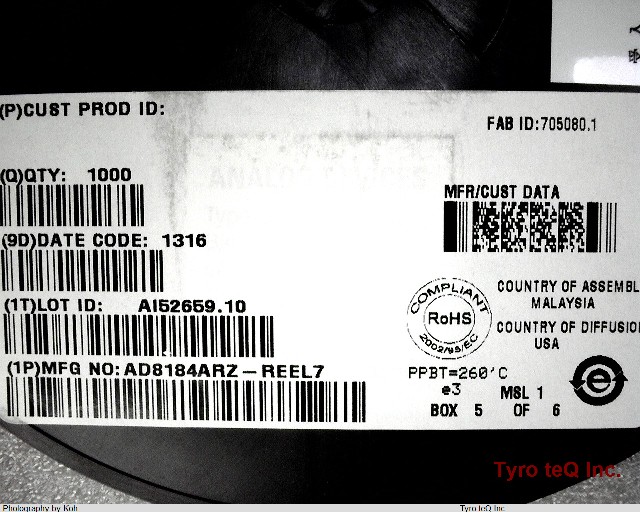 (P)CUST PROD ID:
FAB ID:705080.1
(Q)QTY: 1000
MFR/CUST DATA
(9D)DATE CODE: 1316
(1T)LOT ID: AI52659.10
COMPLIANT
RoHS
2002/95/EC
COUNTRY OF ASSEMBL
MALAYSIA
COUNTRY OF DIFFUSIO
USA
(1P)MFG NO: AD8184ARZ-REEL7
PPBT=260'C
e3
MSL 1
e
BOX 5 OF 6
Tyro teQ Inc.
Photography by Koh
Tyro teQ Inc